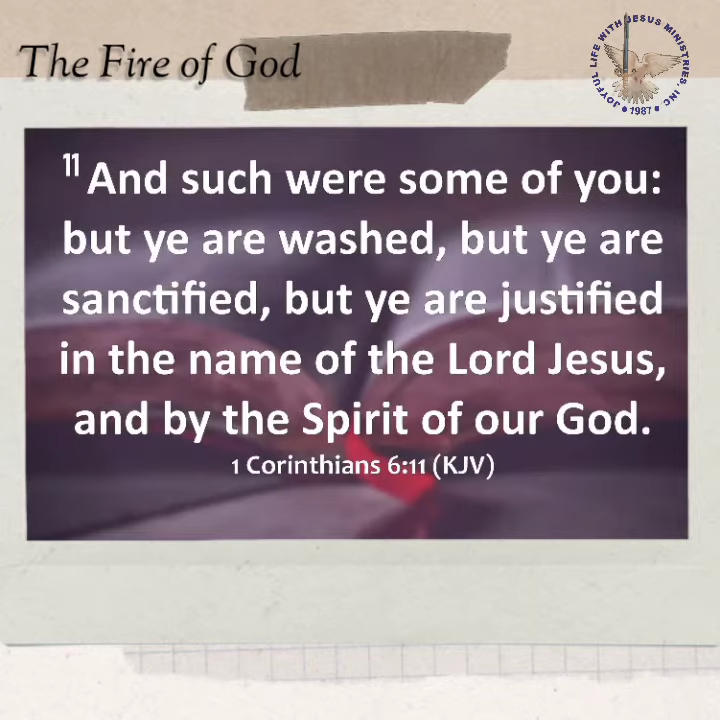 The Fire of God
JOYFUL LIFE WITH JESUS MINISTRIES INC
1987
11 And such were some of you:
but ye are washed, but ye are
sanctified, but ye are justified
in the name of the Lord Jesus,
and by the Spirit of our God.
1 Corinthians 6:11 (KJV)